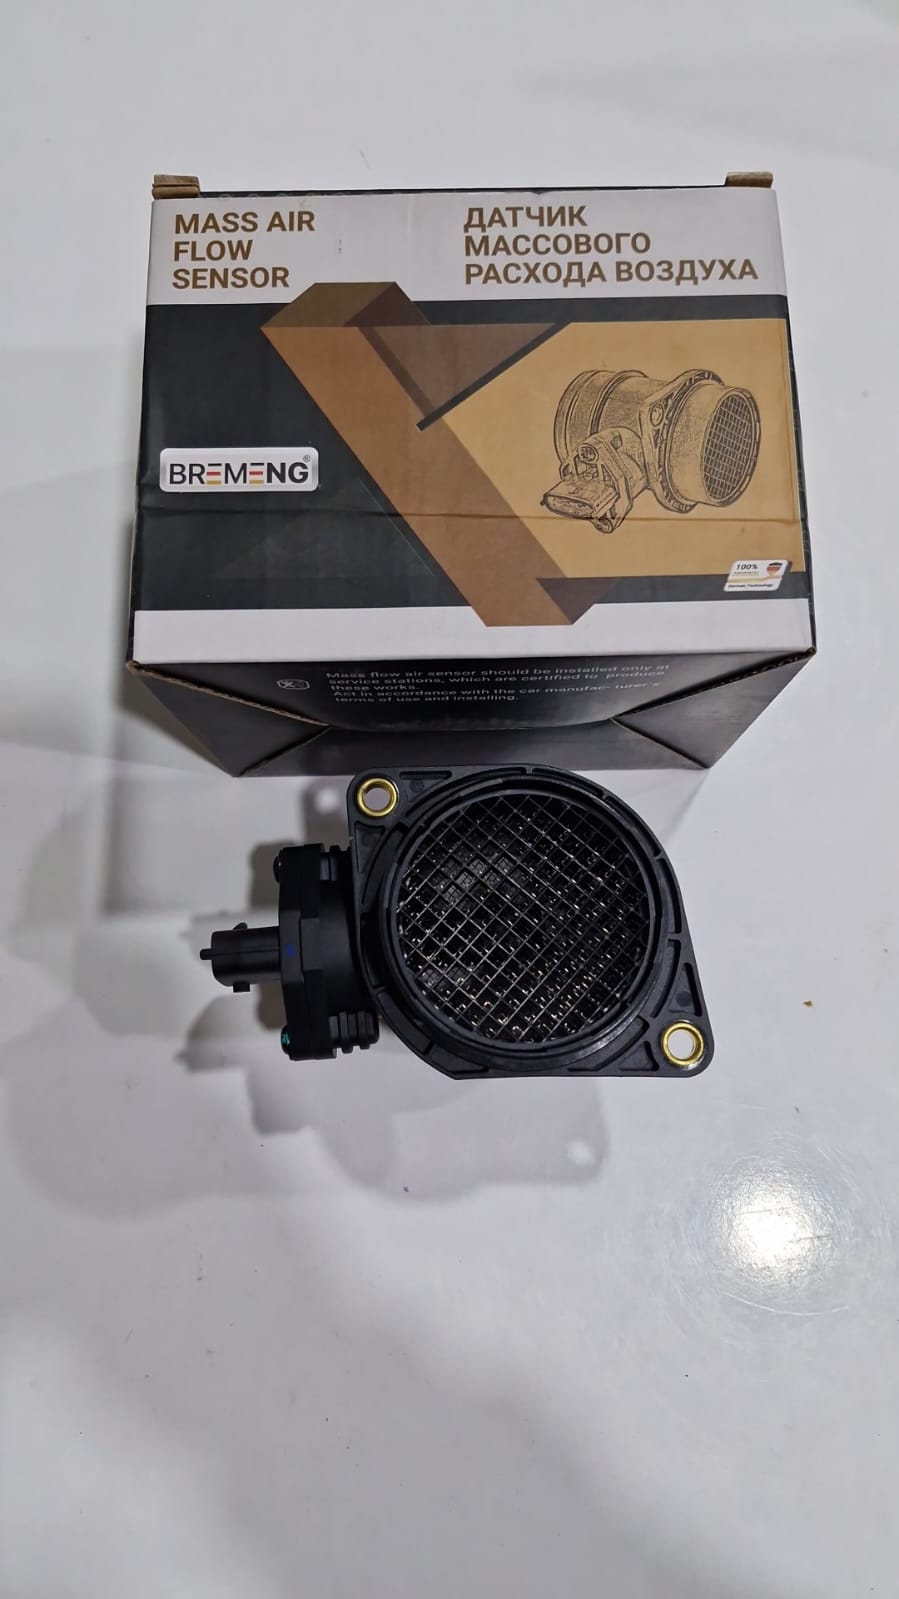 MASS AIR
FLOW
SENSOR
ДАТЧИК
МАССОВОГО
РАСХОДА ВОЗДУХА
BREMENG®
100%
German Technology
Mass flow air sensor should be installed only at
service stations, which are certified to produce
these works.
Act in accordance with the car manufac- turer's
terms of use and installing.